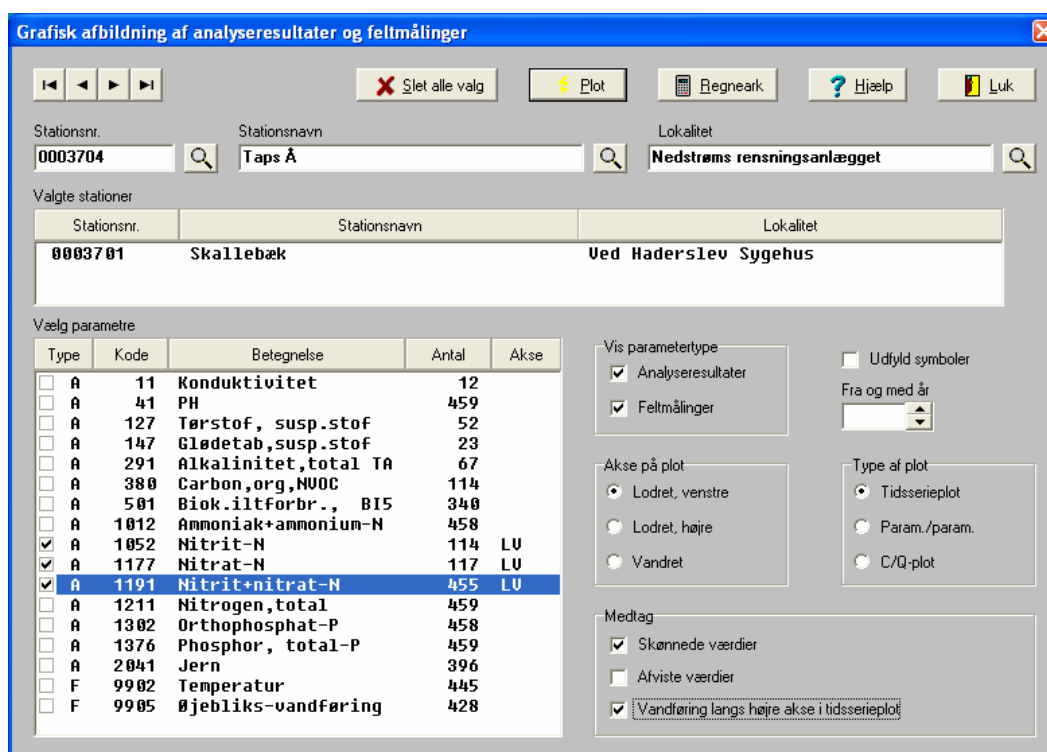 Grafisk afbildning af analyseresultater og feltmålinger
Slet alle valg Plot Regneark Hjælp Luk
Stationsnr. Stationsnavn Lokalitet
0003704 Taps Å Nedstrøms rensningsanlægget
Valgte stationer
Stationsnr. Stationsnavn Lokalitet
0003701 Skallebæk Ved Haderslev Sygehus
Vælg parametre
Type Kode Betegnelse Antal Akse
A 11 Konduktivitet 12
A 41 PH 459
A 127 Tørstof, susp.stof 52
A 147 Glødetab,susp.stof 23
A 291 Alkalinitet,total TA 67
A 380 Carbon,org,NVOC 114
A 501 Biok.iltforbr., BI5 340
A 1012 Ammoniak+ammonium-N 458
A 1052 Nitrit-N 114 LV
A 1177 Nitrat-N 117 LV
A 1191 Nitrit+nitrat-N 455 LV
A 1211 Nitrogen,total 459
A 1302 Orthophosphat-P 458
A 1376 Phosphor, total-P 459
A 2041 Jern 396
F 9902 Temperatur 445
F 9905 Øjebliks-vandføring 428
Vis parametertype
Analyseresultater
Feltmålinger
Udfyld symboler
Fra og med år
Akse på plot
Lodret, venstre
Lodret, højre
Vandret
Type af plot
Tidsserieplot
Param./param.
C/Q-plot
Medtag
Skønnede værdier
Afviste værdier
Vandføring langs højre akse i tidsserieplot